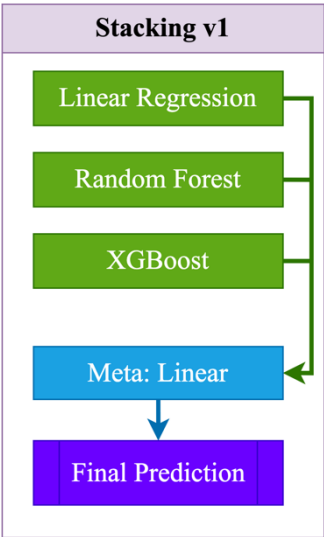 Stacking v1
Linear Regression
Random Forest
XGBoost
Meta: Linear
Final Prediction